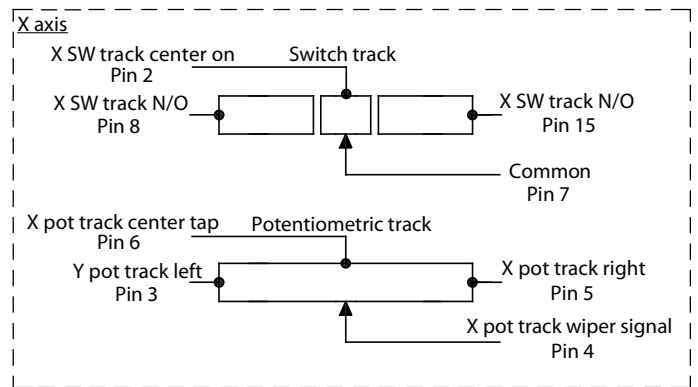 X axis
X SW track center on
Pin 2
Switch track
X SW track N/O
Pin 8
X SW track N/O
Pin 15
Common
Pin 7
X pot track center tap
Pin 6
Potentiometric track
Y pot track left
Pin 3
X pot track right
Pin 5
X pot track wiper signal
Pin 4